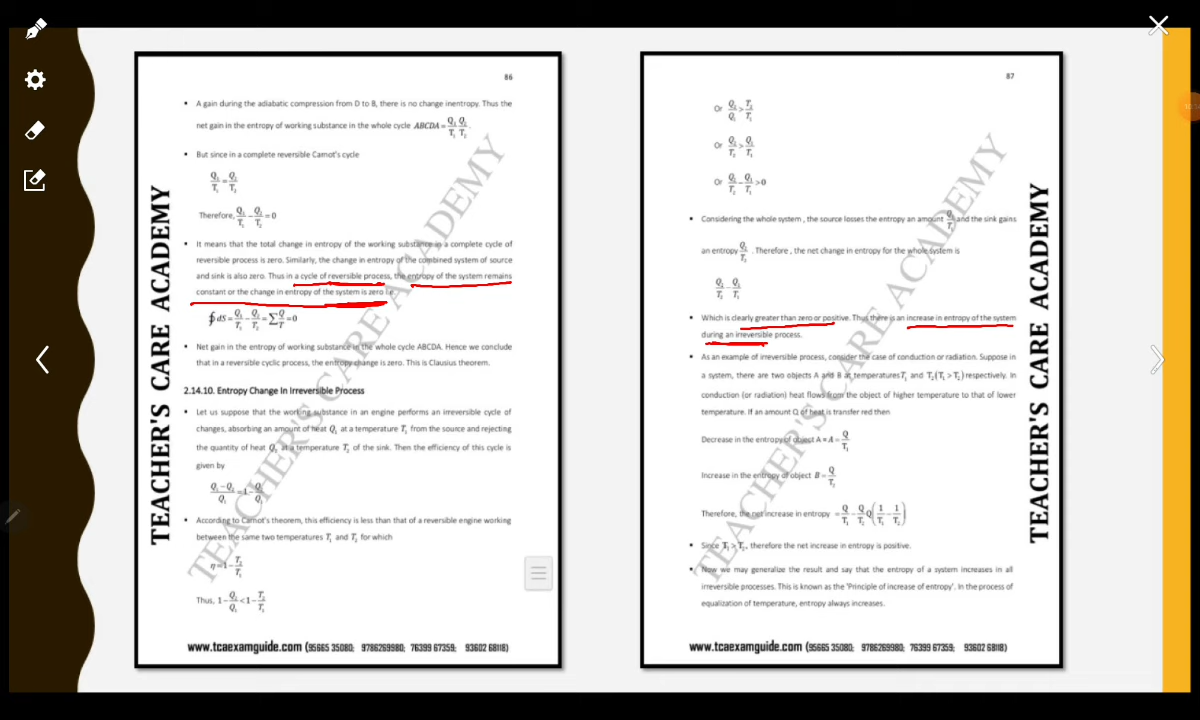 86
• A gain during the adiabatic compression from D to B, there is no change inentropy. Thus the
net gain in the entropy of working substance in the whole cycle ABCDA = Q₁/T₁ Q₂/T₂.
• But since in a complete reversible Carnot's cycle
Q₁/T₁ = Q₂/T₂
Therefore, Q₁/T₁ − Q₂/T₂ = 0
• It means that the total change in entropy of the working substance in a complete cycle of
reversible process is zero. Similarly, the change in entropy of the combined system of source
and sink is also zero. Thus in a cycle of reversible process, the entropy of the system remains
constant or the change in entropy of the system is zero i.e.
∮ dS = Q₁/T₁ − Q₂/T₂ = ∑ Q/T = 0
• Net gain in the entropy of working substance in the whole cycle ABCDA. Hence we conclude
that in a reversible cyclic process, the entropy change is zero. This is Clausius theorem.
2.14.10. Entropy Change In Irreversible Process
• Let us suppose that the working substance in an engine performs an irreversible cycle of
changes, absorbing an amount of heat Q₁ at a temperature T₁ from the source and rejecting
the quantity of heat Q₂ at a temperature T₂ of the sink. Then the efficiency of this cycle is
given by
Q₁ − Q₂/Q₁ = 1 − Q₂/Q₁
• According to Carnot's theorem, this efficiency is less than that of a reversible engine working
between the same two temperatures T₁ and T₂ for which
η = 1 − T₂/T₁
Thus, 1 − Q₂/Q₁ < 1 − T₂/T₁
www.tcaexamguide.com (95665 35080; 9786269980; 76399 67359; 93602 68118)
TEACHER'S CARE ACADEMY
TEACHER'S CARE ACADEMY
87
Or Q₂/Q₁ > T₂/T₁
Or Q₂/T₂ > Q₁/T₁
Or Q₂/T₂ − Q₁/T₁ > 0
• Considering the whole system , the source losses the entropy an amount Q₁/T₁ and the sink gains
an entropy Q₂/T₂ . Therefore , the net change in entropy for the whole system is
Q₂/T₂ − Q₁/T₁
• Which is clearly greater than zero or positive. Thus there is an increase in entropy of the system
during an irreversible process.
• As an example of irreversible process, consider the case of conduction or radiation. Suppose in
a system, there are two objects A and B at temperatures T₁ and T₂(T₁ > T₂) respectively. In
conduction (or radiation) heat flows from the object of higher temperature to that of lower
temperature. If an amount Q of heat is transfer red then
Decrease in the entropy of object A = A = Q/T₁
Increase in the entropy of object B = Q/T₂
Therefore, the net increase in entropy = Q/T₁ − Q/T₂ Q(1/T₁ − 1/T₂)
• Since T₁ > T₂, therefore the net increase in entropy is positive.
• Now we may generalize the result and say that the entropy of a system increases in all
irreversible processes. This is known as the 'Principle of increase of entropy'. In the process of
equalization of temperature, entropy always increases.
www.tcaexamguide.com (95665 35080; 9786269980; 76399 67359; 93602 68118)
TEACHER'S CARE ACADEMY
TEACHER'S CARE ACADEMY